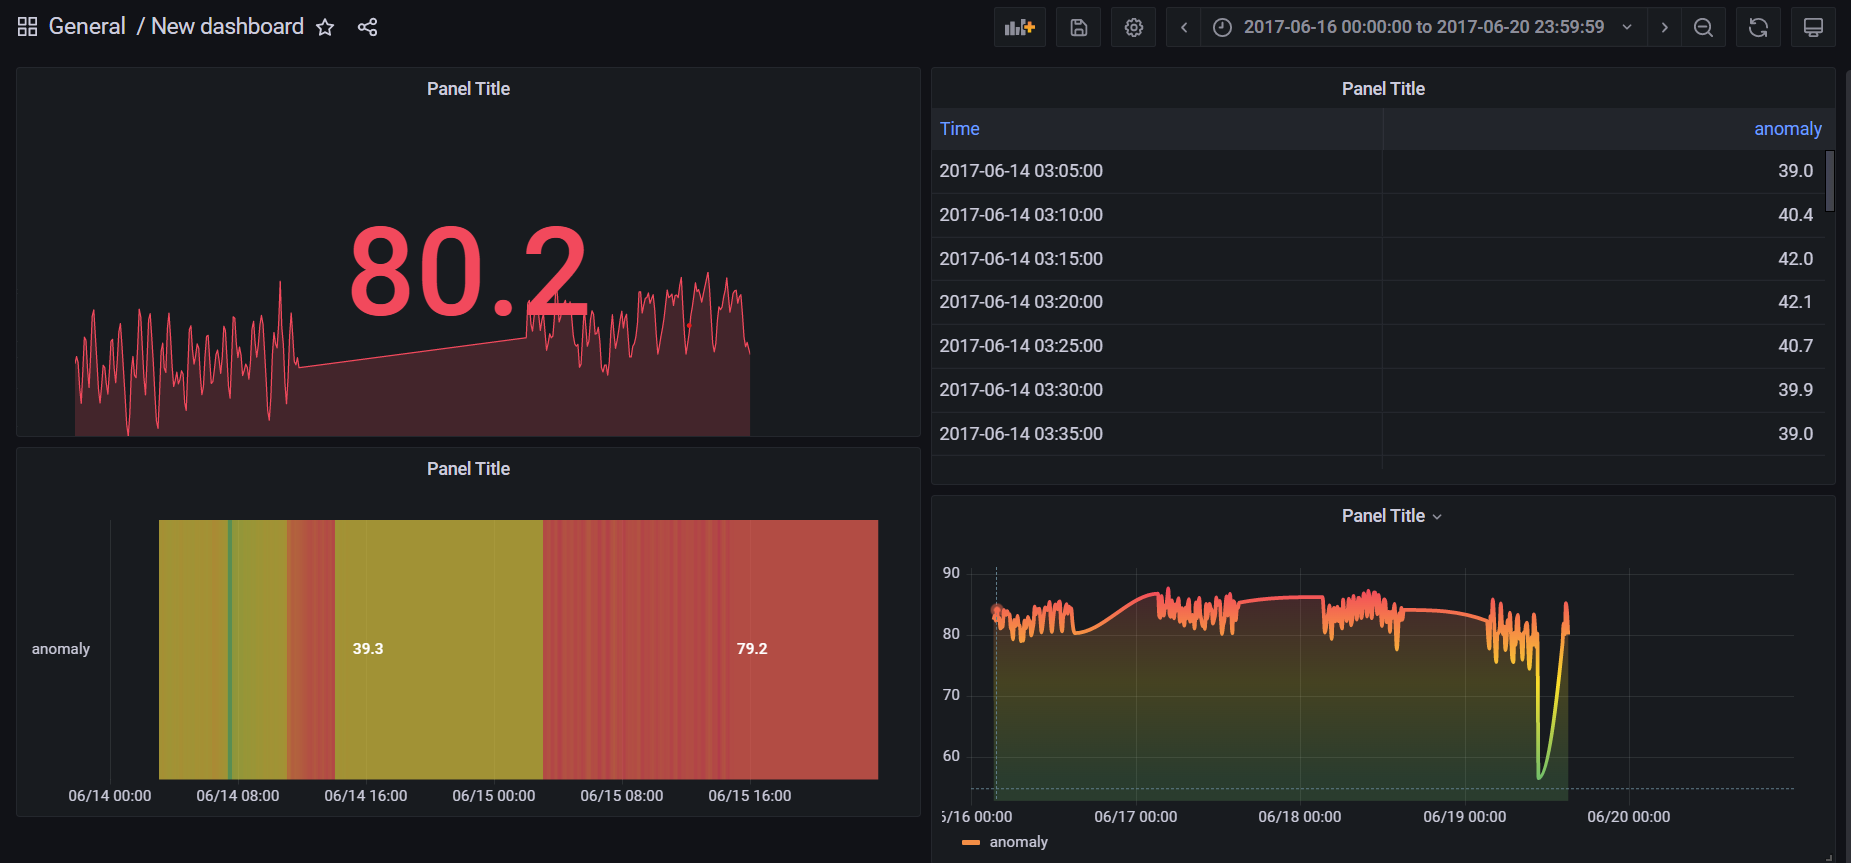 General / New dashboard
2017-06-16 00:00:00 to 2017-06-20 23:59:59
Panel Title
80.2
Panel Title
Time anomaly
2017-06-14 03:05:00 39.0
2017-06-14 03:10:00 40.4
2017-06-14 03:15:00 42.0
2017-06-14 03:20:00 42.1
2017-06-14 03:25:00 40.7
2017-06-14 03:30:00 39.9
2017-06-14 03:35:00 39.0
Panel Title
anomaly
39.3
79.2
06/14 00:00 06/14 08:00 06/14 16:00 06/15 00:00 06/15 08:00 06/15 16:00
Panel Title
90
80
70
60
/16 00:00 06/17 00:00 06/18 00:00 06/19 00:00 06/20 00:00
anomaly